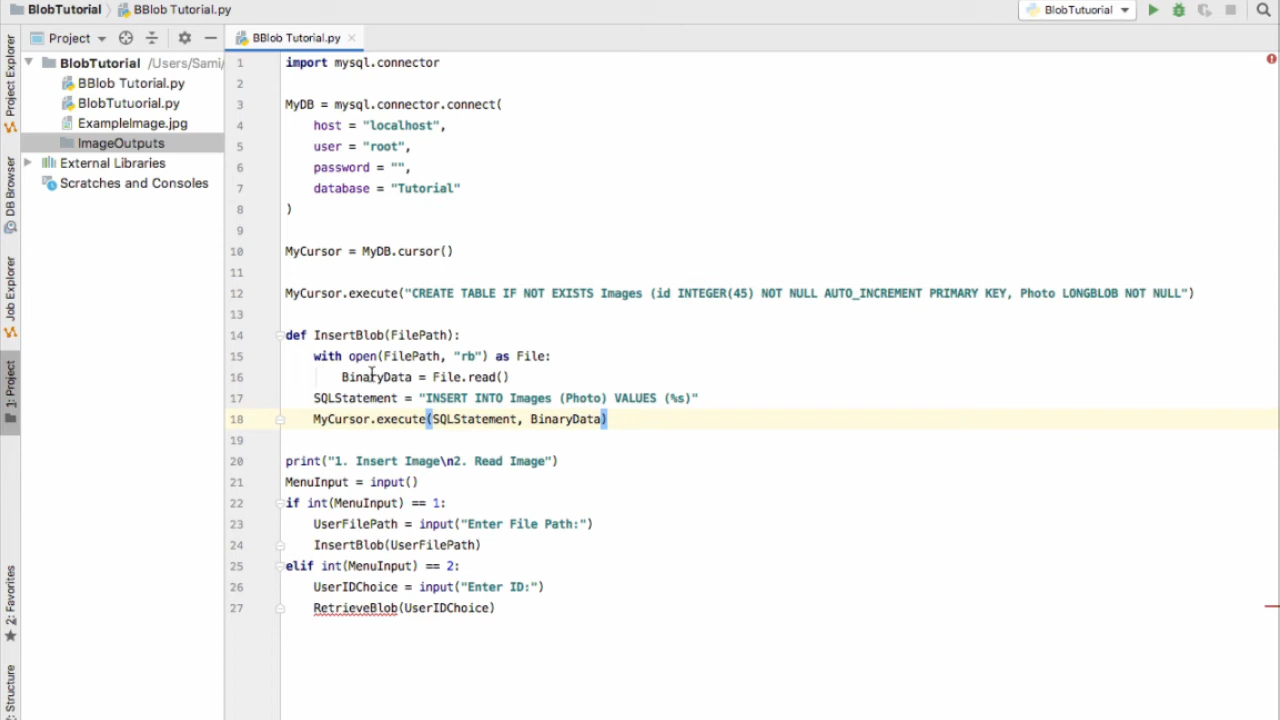 BlobTutorial BBlob Tutorial.py BlobTutuorial
Project BBlob Tutorial.py
BlobTutorial /Users/Sami/
BBlob Tutorial.py
BlobTutuorial.py
ExampleImage.jpg
ImageOutputs
External Libraries
Scratches and Consoles
Project Explorer
DB Browser
Job Explorer
1: Project
2: Favorites
: Structure
1 import mysql.connector
2
3 MyDB = mysql.connector.connect(
4 host = "localhost",
5 user = "root",
6 password = "",
7 database = "Tutorial"
8 )
9
10 MyCursor = MyDB.cursor()
11
12 MyCursor.execute("CREATE TABLE IF NOT EXISTS Images (id INTEGER(45) NOT NULL AUTO_INCREMENT PRIMARY KEY, Photo LONGBLOB NOT NULL")
13
14 def InsertBlob(FilePath):
15 with open(FilePath, "rb") as File:
16 BinaryData = File.read()
17 SQLStatement = "INSERT INTO Images (Photo) VALUES (%s)"
18 MyCursor.execute(SQLStatement, BinaryData)
19
20 print("1. Insert Image\n2. Read Image")
21 MenuInput = input()
22 if int(MenuInput) == 1:
23 UserFilePath = input("Enter File Path:")
24 InsertBlob(UserFilePath)
25 elif int(MenuInput) == 2:
26 UserIDChoice = input("Enter ID:")
27 RetrieveBlob(UserIDChoice)